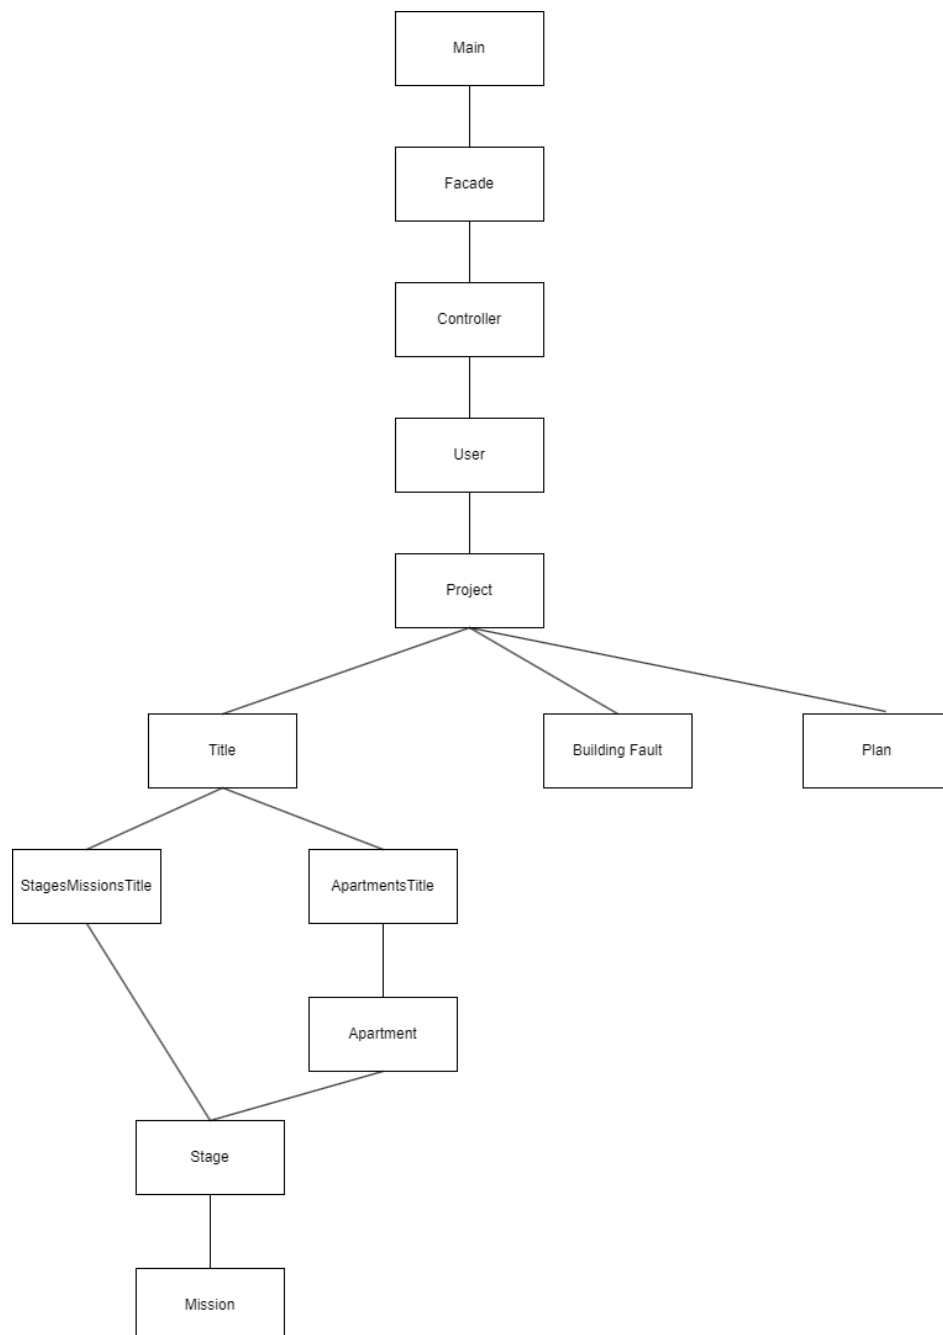 Main
Facade
Controller
User
Project
Title
Building Fault
Plan
StagesMissionsTitle
ApartmentsTitle
Apartment
Stage
Mission